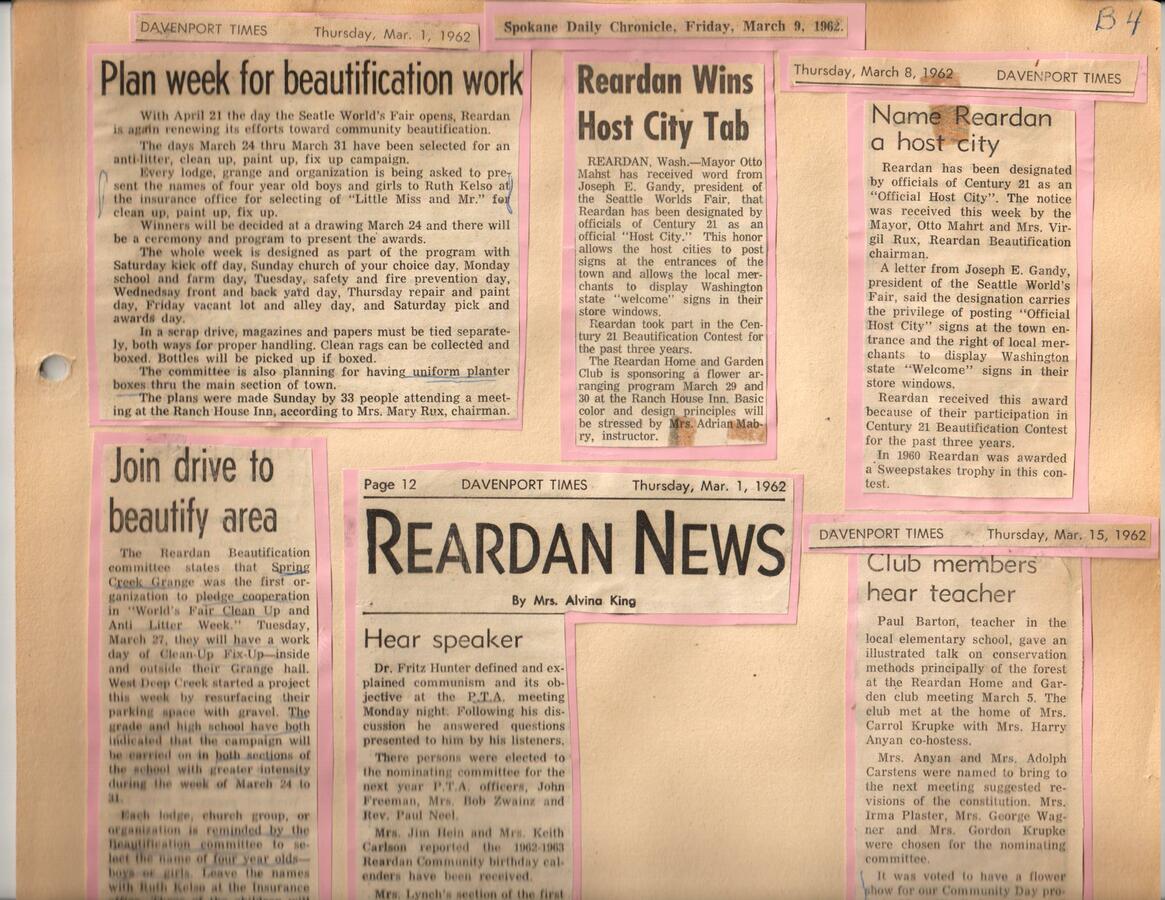 B 4
DAVENPORT TIMES Thursday, Mar. 1, 1962
Plan week for beautification work
With April 21 the day the Seatle World's Fair opens, Reardan
is again renewing its efforts toward community beautification.
The days March 24 thru March 31 have been selected for an
anti-litter, clean up, paint up, fix up campaign.
Every lodge, grange and organization is being asked to pre-
sent the names of four year old boys and girls to Ruth Kelso at
the insurance office for selecting of "Little Miss and Mr." for
clean up, paint up, fix up.
Winners will be decided at a drawing March 24 and there will
be a ceremony and program to present the awards.
The whole week is designed as part of the program with
Saturday kick off day, Sunday church of your choice day, Monday
school and farm day, Tuesday, safety and fire prevention day,
Wednedsay front and back yard day, Thursday repair and paint
day, Friday vacant lot and alley day, and Saturday pick and
awards day.
In a scrap drive, magazines and papers must be tied separate-
ly, both ways for proper handling. Clean rags can be collected and
boxed. Bottles will be picked up if boxed.
The committee is also planning for having uniform planter
boxes thru the main section of town.
The plans were made Sunday by 33 people attending a meet-
ing at the Ranch House Inn, according to Mrs. Mary Rux, chairman.
Spokane Daily Chronicle, Friday, March 9, 1962.
Reardan Wins
Host City Tab
REARDAN, Wash.—Mayor Otto
Mahst has received word from
Joseph E. Gandy, president of
the Seattle Worlds Fair, that
Reardan has been designated by
officials of Century 21 as an
official "Host City." This honor
allows the host cities to post
signs at the entrances of the
town and allows the local mer-
chants to display Washington
state "welcome" signs in their
store windows.
Reardan took part in the Cen-
tury 21 Beautification Contest for
the past three years.
The Reardan Home and Garden
Club is sponsoring a flower ar-
ranging program March 29 and
30 at the Ranch House Inn. Basic
color and design principles will
be stressed by Mrs. Adrian Mab-
ry, instructor.
Thursday, March 8, 1962 DAVENPORT TIMES
Name Reardan
a host city
Reardan has been designated
by officials of Century 21 as an
"Official Host City". The notice
was received this week by the
Mayor, Otto Mahrt and Mrs. Vir-
gil Rux, Reardan Beautification
chairman.
A letter from Joseph E. Gandy,
president of the Seattle World's
Fair, said the designation carries
the privilege of posting "Official
Host City" signs at the town en-
trance and the right of local mer-
chants to display Washington
state "Welcome" signs in their
store windows.
Reardan received this award
because of their participation in
Century 21 Beautification Contest
for the past three years.
In 1960 Reardan was awarded
a Sweepstakes trophy in this con-
test.
Join drive to
beautify area
The Reardan Beautification
committee states that Spring
Creek Grange was the first or-
ganization to pledge cooperation
in "World's Fair Clean Up and
Anti Litter Week." Tuesday,
March 27, they will have a work
day of Clean-Up Fix-Up—inside
and outside their Grange hall.
West Deep Creek started a project
this week by resurfacing their
parking space with gravel. The
grade and high school have both
indicated that the campaign will
be carried on in both sections of
the school with greater intensity
during the week of March 24 to
31.
Each lodge, church group, or
organization is reminded by the
Beautification committee to se-
lect the name of four year olds—
boys or girls. Leave the names
with Ruth Kelso at the Insurance
Page 12 DAVENPORT TIMES Thursday, Mar. 1, 1962
REARDAN NEWS
By Mrs. Alvina King
Hear speaker
Dr. Fritz Hunter defined and ex-
plained communism and its ob-
jective at the P.T.A. meeting
Monday night. Following his dis-
cussion he answered questions
presented to him by his listeners.
There persons were elected to
the nominating committee for the
next year P.T.A. officers, John
Freeman, Mrs. Bob Zwainz and
Rev. Paul Neel.
Mrs. Jim Hein and Mrs. Keith
Carlson reported the 1962-1963
Reardan Community birthday cal-
enders have been received.
Mrs. Lynch's section of the first
DAVENPORT TIMES Thursday, Mar. 15, 1962
Club members
hear teacher
Paul Barton, teacher in the
local elementary school, gave an
illustrated talk on conservation
methods principally of the forest
at the Reardan Home and Gar-
den club meeting March 5. The
club met at the home of Mrs.
Carrol Krupke with Mrs. Harry
Anyan co-hostess.
Mrs. Anyan and Mrs. Adolph
Carstens were named to bring to
the next meeting suggested re-
visions of the constitution. Mrs.
Irma Plaster, Mrs. George Wag-
ner and Mrs. Gordon Krupke
were chosen for the nominating
committee.
It was voted to have a flower
show for our Community Day pro-